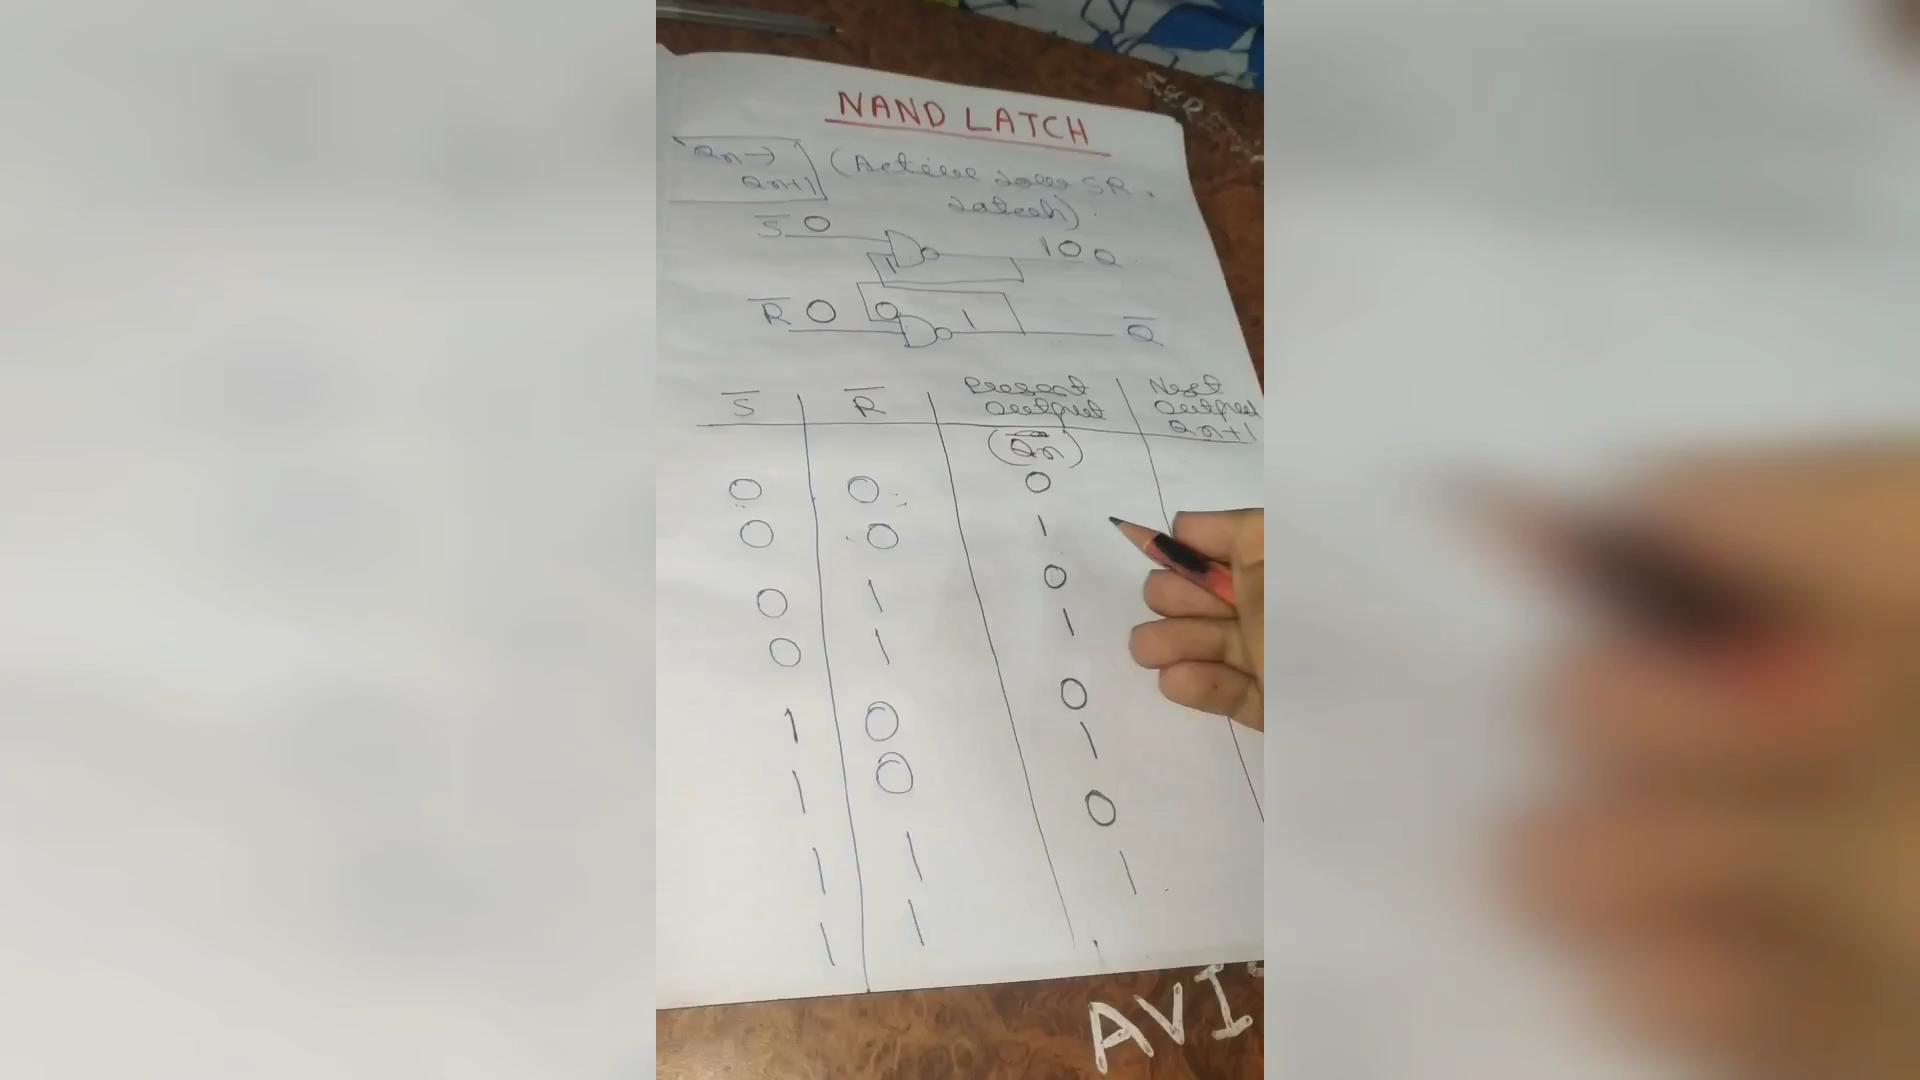 NAND LATCH
Qn →
Qn+1
(Active low SR
Latch).
S̅ 0
1 0 Q
1
R̅ 0 0 1 Q̅
S̅ R̅ Present Next
Output Output
(Qn) Qn+1
0 0 0
0 0 1
0 1 0
0 1 1
1 0 0
1 0 1
1 1 0
1 1 1
AVI